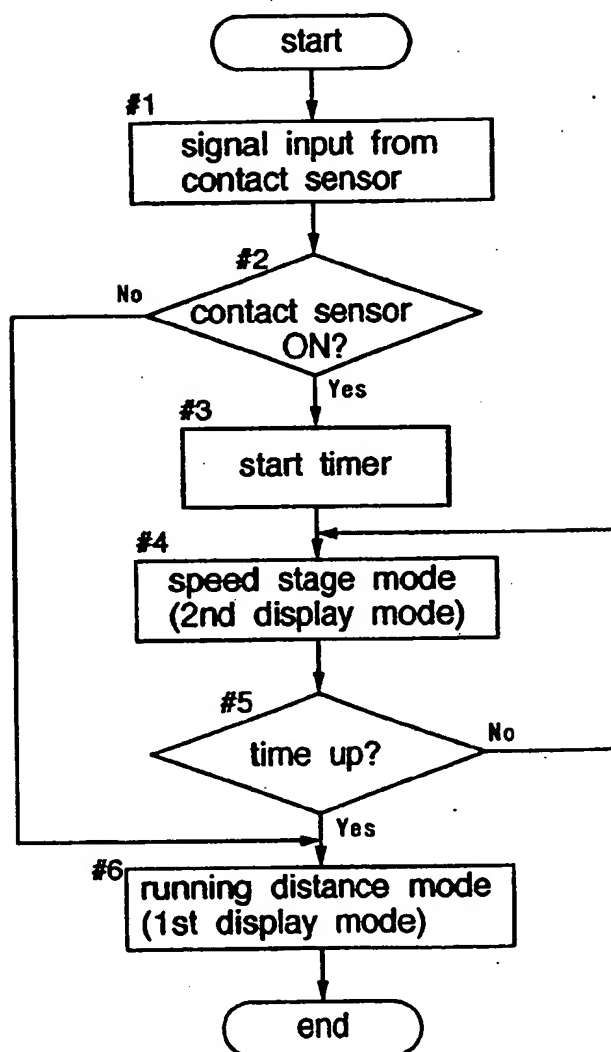 start
#1
signal input from
contact sensor
#2
No
contact sensor
ON?
Yes
#3
start timer
#4
speed stage mode
(2nd display mode)
#5
time up?
No
Yes
#6
running distance mode
(1st display mode)
end